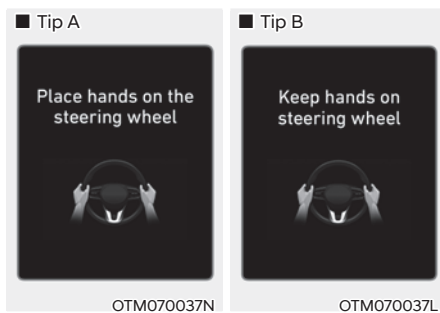 ■ Tip A
Place hands on the
steering wheel
OTM070037N
■ Tip B
Keep hands on
steering wheel
OTM070037L